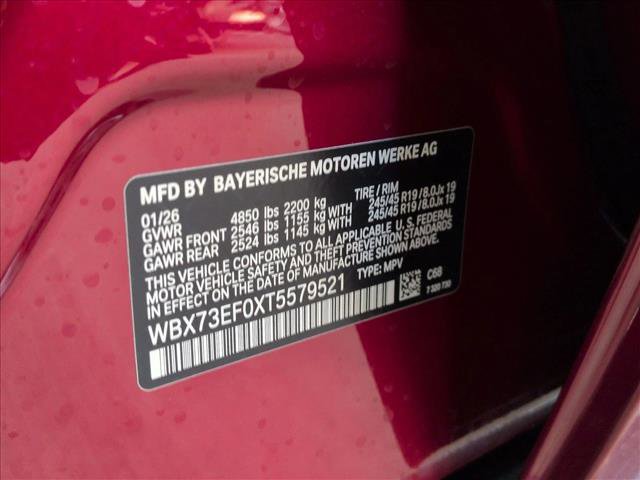 MFD BY BAYERISCHE MOTOREN WERKE AG
01/26
GVWR 4850 lbs 2200 kg TIRE / RIM
GAWR FRONT 2546 lbs 1155 kg WITH 245/45 R19 / 8.0Jx 19
GAWR REAR 2524 lbs 1145 kg WITH 245/45 R19 / 8.0Jx 19
THIS VEHICLE CONFORMS TO ALL APPLICABLE U. S. FEDERAL
MOTOR VEHICLE SAFETY AND THEFT PREVENTION STANDARDS
IN EFFECT ON THE DATE OF MANUFACTURE SHOWN ABOVE.
WBX73EF0XT5579521 TYPE: MPV C68
7 320 730